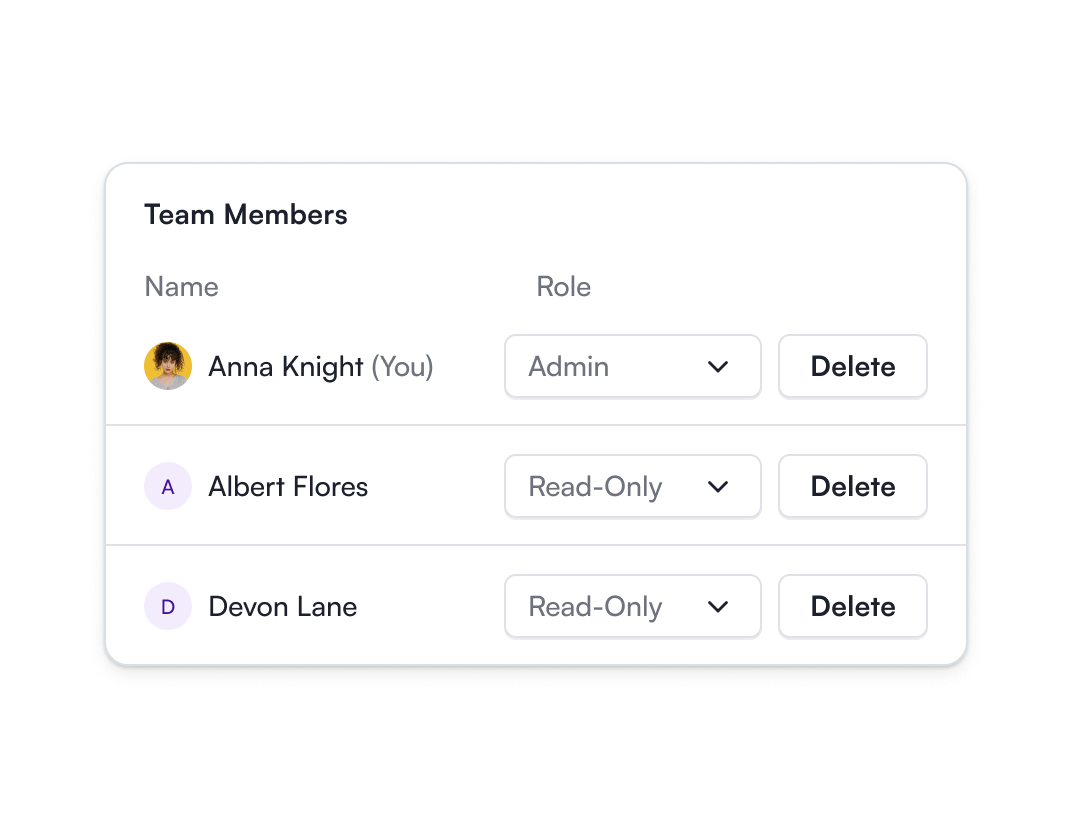 Team Members
Name Role
Anna Knight (You) Admin Delete
A Albert Flores Read-Only Delete
D Devon Lane Read-Only Delete